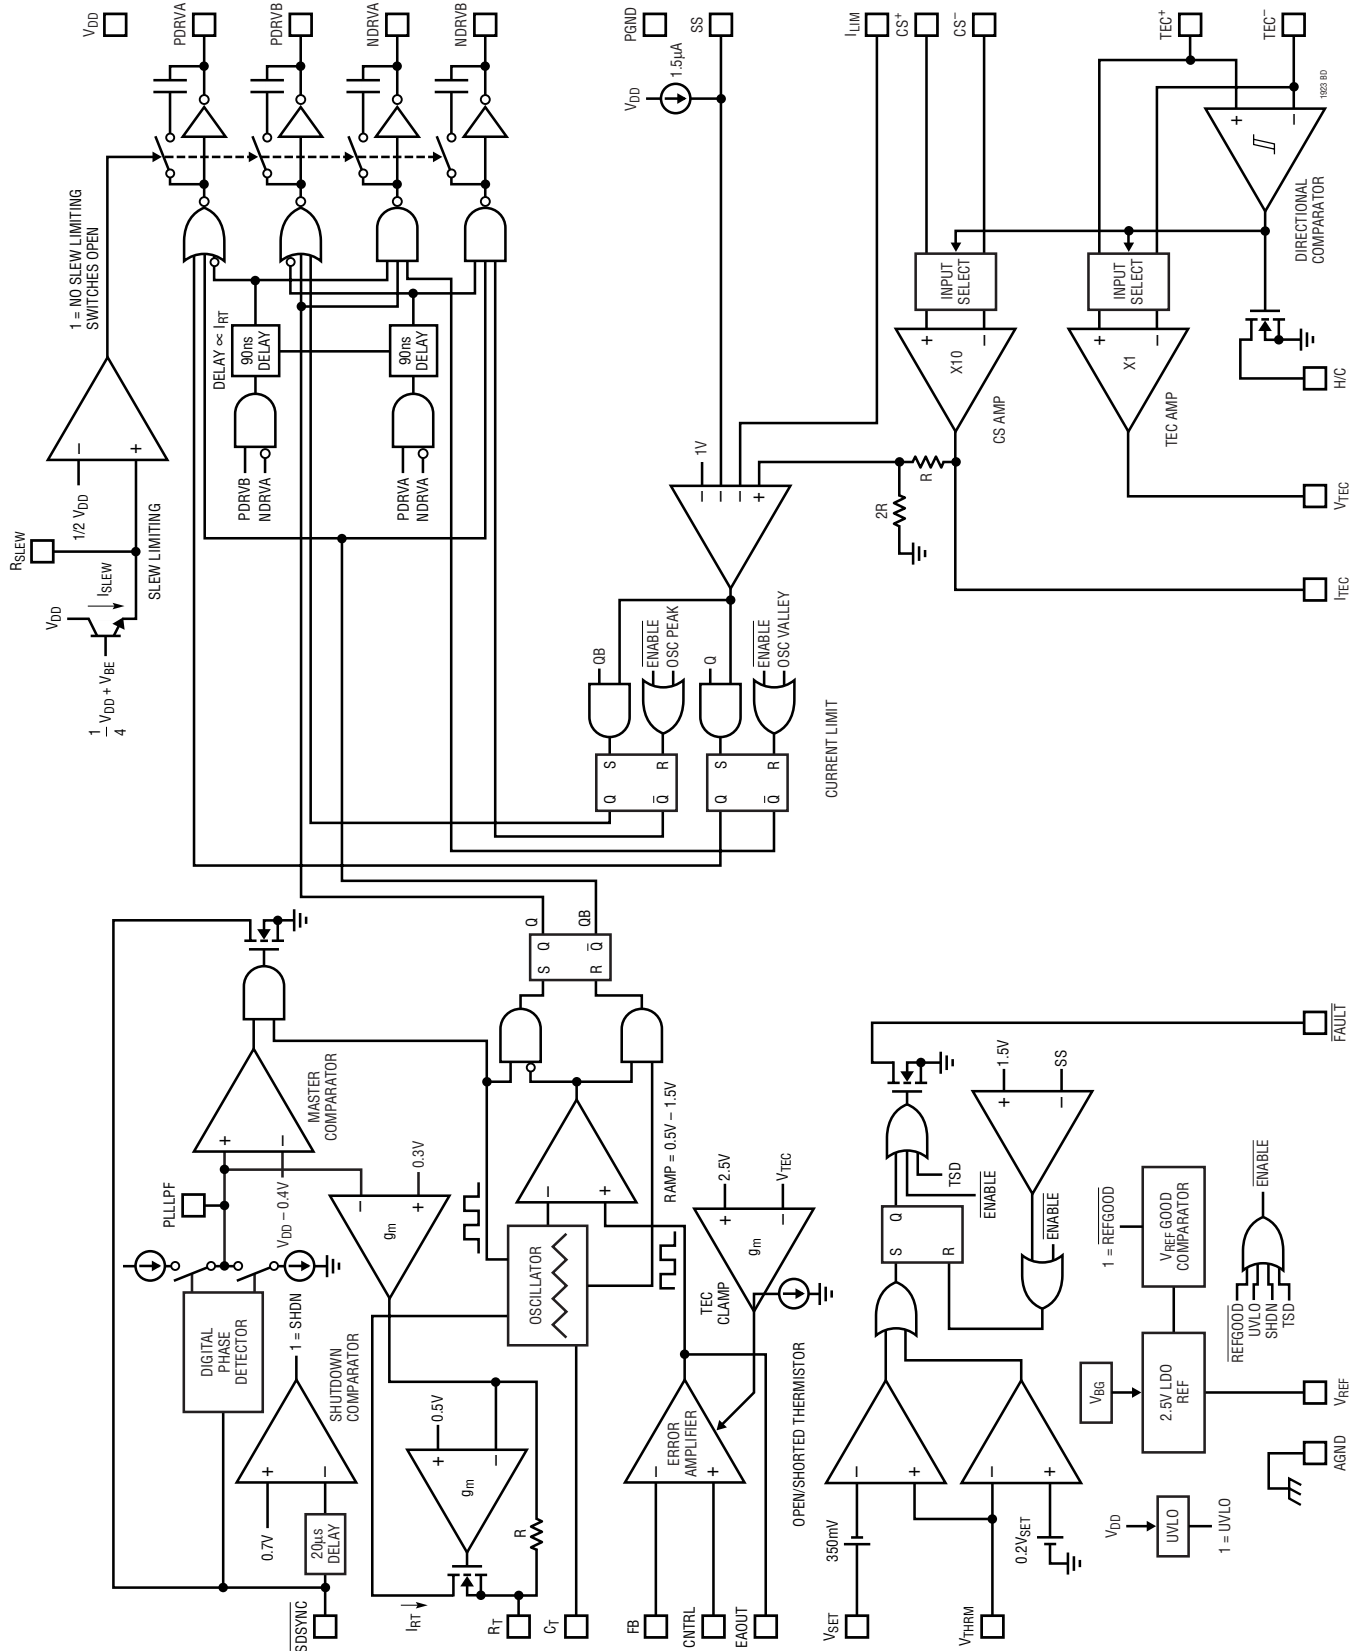 VDD
PDRVA
PDRVB
NDRVA
NDRVB
PGND
SS
ILIM
CS+
CS–
TEC+
TEC–
1923 BD
VDD
1.5µA
1 = NO SLEW LIMITING
SWITCHES OPEN
DELAY ∝ IRT
90ns
DELAY
90ns
DELAY
PDRVB
NDRVA
PDRVA
NDRVB
–
+
1/2 VDD
RSLEW
VDD
ISLEW
SLEW LIMITING
1
–
4
VDD + VBE
1V
–
–
–
+
R
2R
QB
ENABLE
OSC PEAK
Q
ENABLE
OSC VALLEY
S
R
Q
Q
S
R
Q
Q
CURRENT LIMIT
INPUT
SELECT
+
–
X10
CS AMP
INPUT
SELECT
+
–
X1
TEC AMP
+
–
DIRECTIONAL
COMPARATOR
H/C
VTEC
ITEC
Q
QB
S
Q
R
Q
MASTER
COMPARATOR
+
–
VDD – 0.4V
PLLLPF
DIGITAL
PHASE
DETECTOR
1 = SHDN
SHUTDOWN
COMPARATOR
+
–
0.7V
20µs
DELAY
SDSYNC
–
+
0.3V
gm
0.5V
+
–
gm
R
IRT
RT
CT
OSCILLATOR
–
+
RAMP = 0.5V – 1.5V
2.5V
VTEC
+
–
gm
TEC
CLAMP
ERROR
AMPLIFIER
–
+
FB
CNTRL
EAOUT
OPEN/SHORTED THERMISTOR
–
+
–
+
350mV
0.2VSET
VSET
VTHRM
FAULT
TSD
ENABLE
S
Q
R
1.5V
SS
+
–
ENABLE
1 = REFGOOD
VREF GOOD
COMPARATOR
VBG
2.5V LDO
REF
REFGOOD
UVLO
SHDN
TSD
ENABLE
VREF
AGND
VDD
UVLO
1 = UVLO